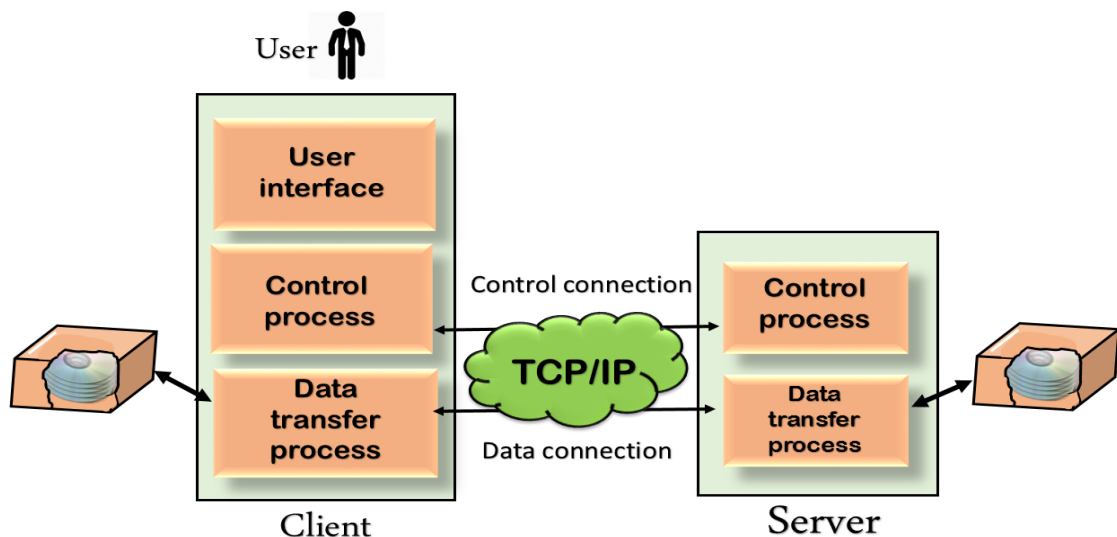 User
User
interface
Control
process
Data
transfer
process
Client
Control connection
TCP/IP
Data connection
Control
process
Data
transfer
process
Server